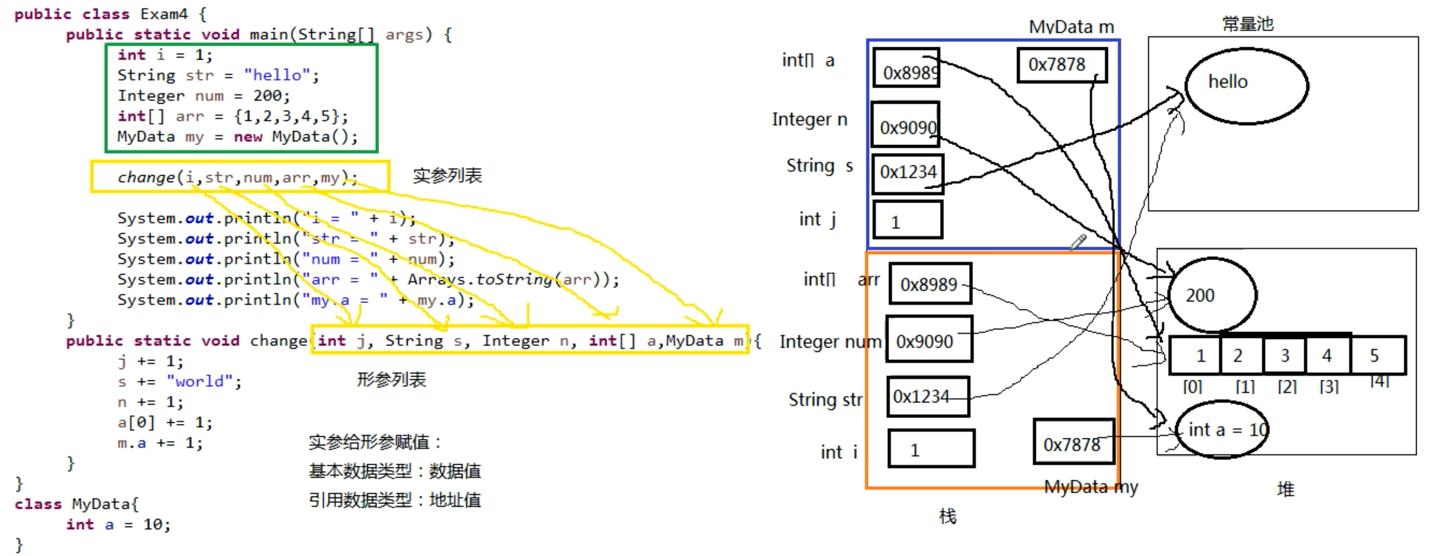 public class Exam4 {
public static void main(String[] args) {
int i = 1;
String str = "hello";
Integer num = 200;
int[] arr = {1,2,3,4,5};
MyData my = new MyData();
change(i,str,num,arr,my);
实参列表
System.out.println("i = " + i);
System.out.println("str = " + str);
System.out.println("num = " + num);
System.out.println("arr = " + Arrays.toString(arr));
System.out.println("my.a = " + my.a);
}
public static void change(int j, String s, Integer n, int[] a,MyData m){
j += 1;
s += "world";
n += 1;
a[0] += 1;
m.a += 1;
}
}
class MyData{
int a = 10;
}
形参列表
实参给形参赋值：
基本数据类型：数据值
引用数据类型：地址值
MyData m
int[] a
0x8989
0x7878
Integer n
0x9090
String s
0x1234
int j
1
int[] arr
0x8989
Integer num
0x9090
String str
0x1234
int i
1
0x7878
MyData my
栈
常量池
hello
200
1 2 3 4 5
[0] [1] [2] [3] [4]
int a = 10
堆